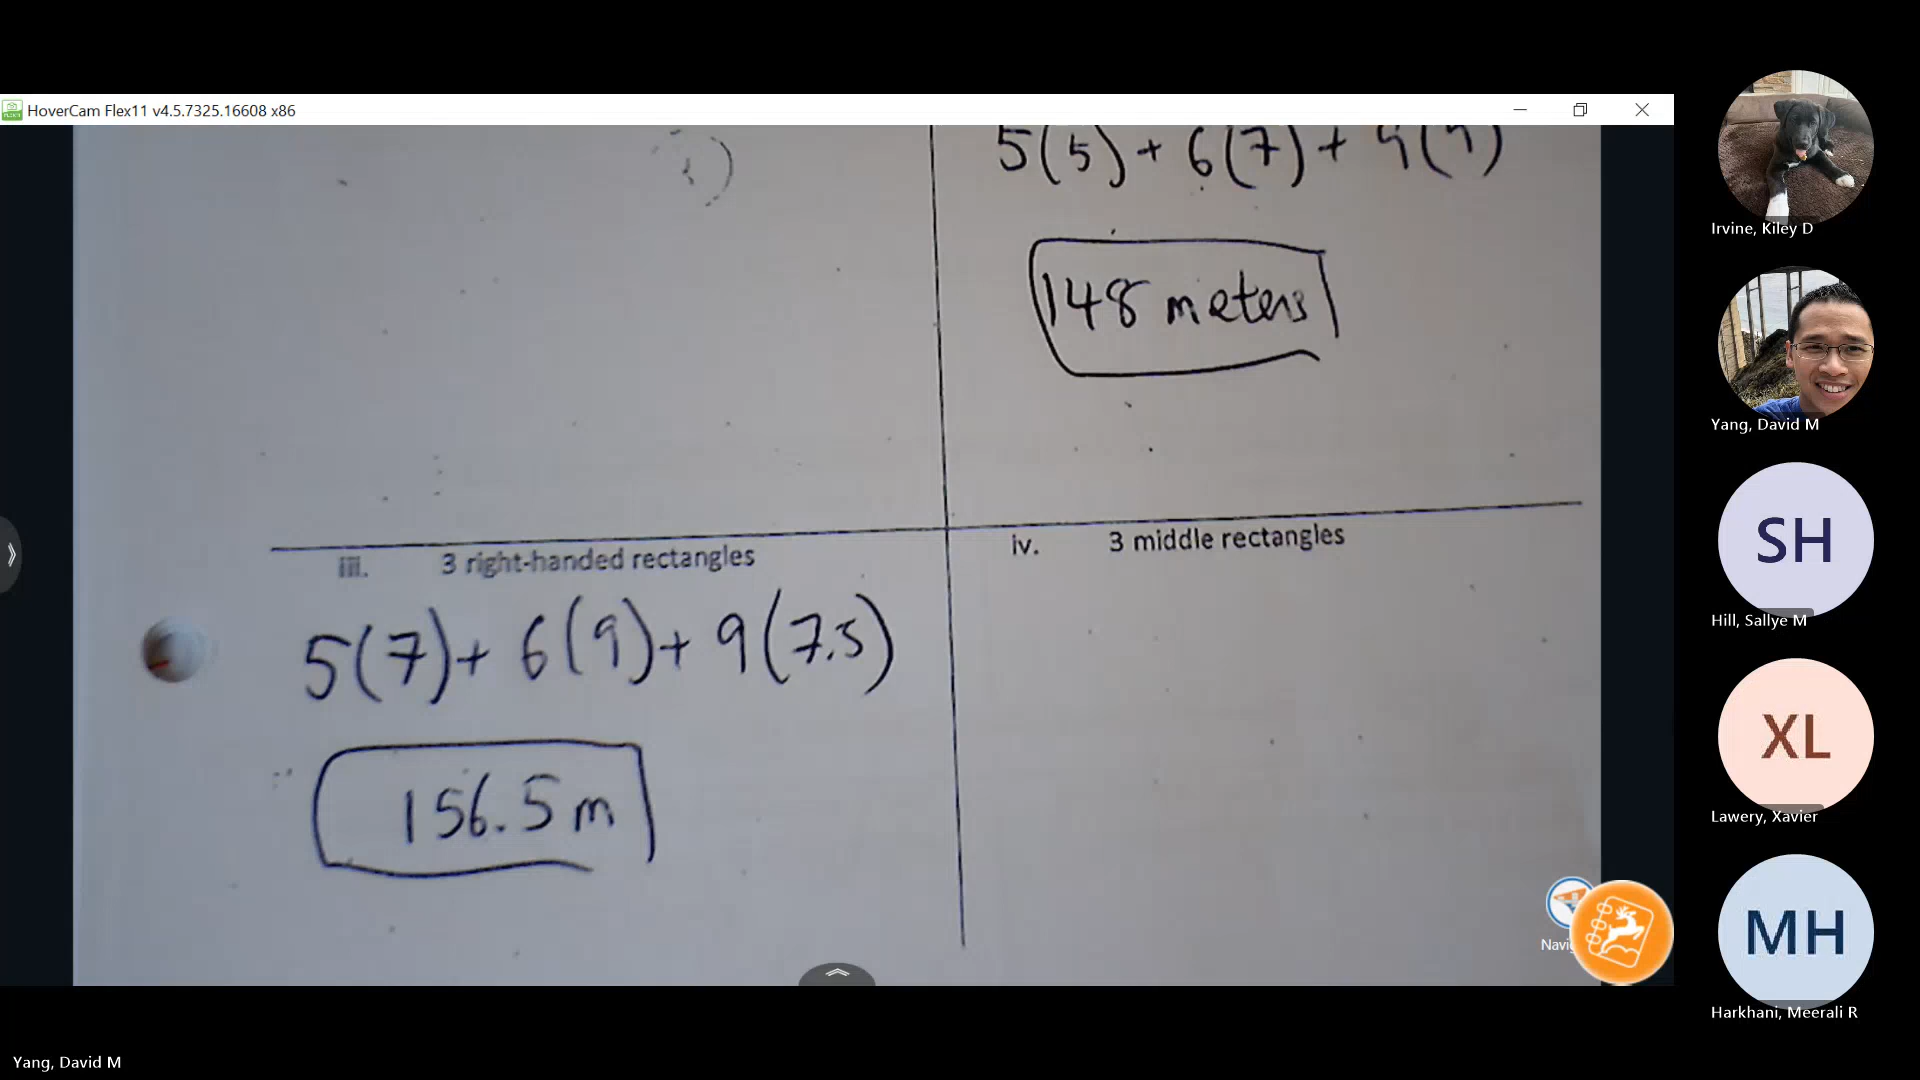 HoverCam Flex11 v4.5.7325.16608 x86
5(5) + 6(7) + 9(9)
148 meters
iii. 3 right-handed rectangles
5(7) + 6(9) + 9(7.5)
156.5 m
iv. 3 middle rectangles
Irvine, Kiley D
Yang, David M
SH
Hill, Sallye M
XL
Lawery, Xavier
MH
Harkhani, Meerali R
Yang, David M